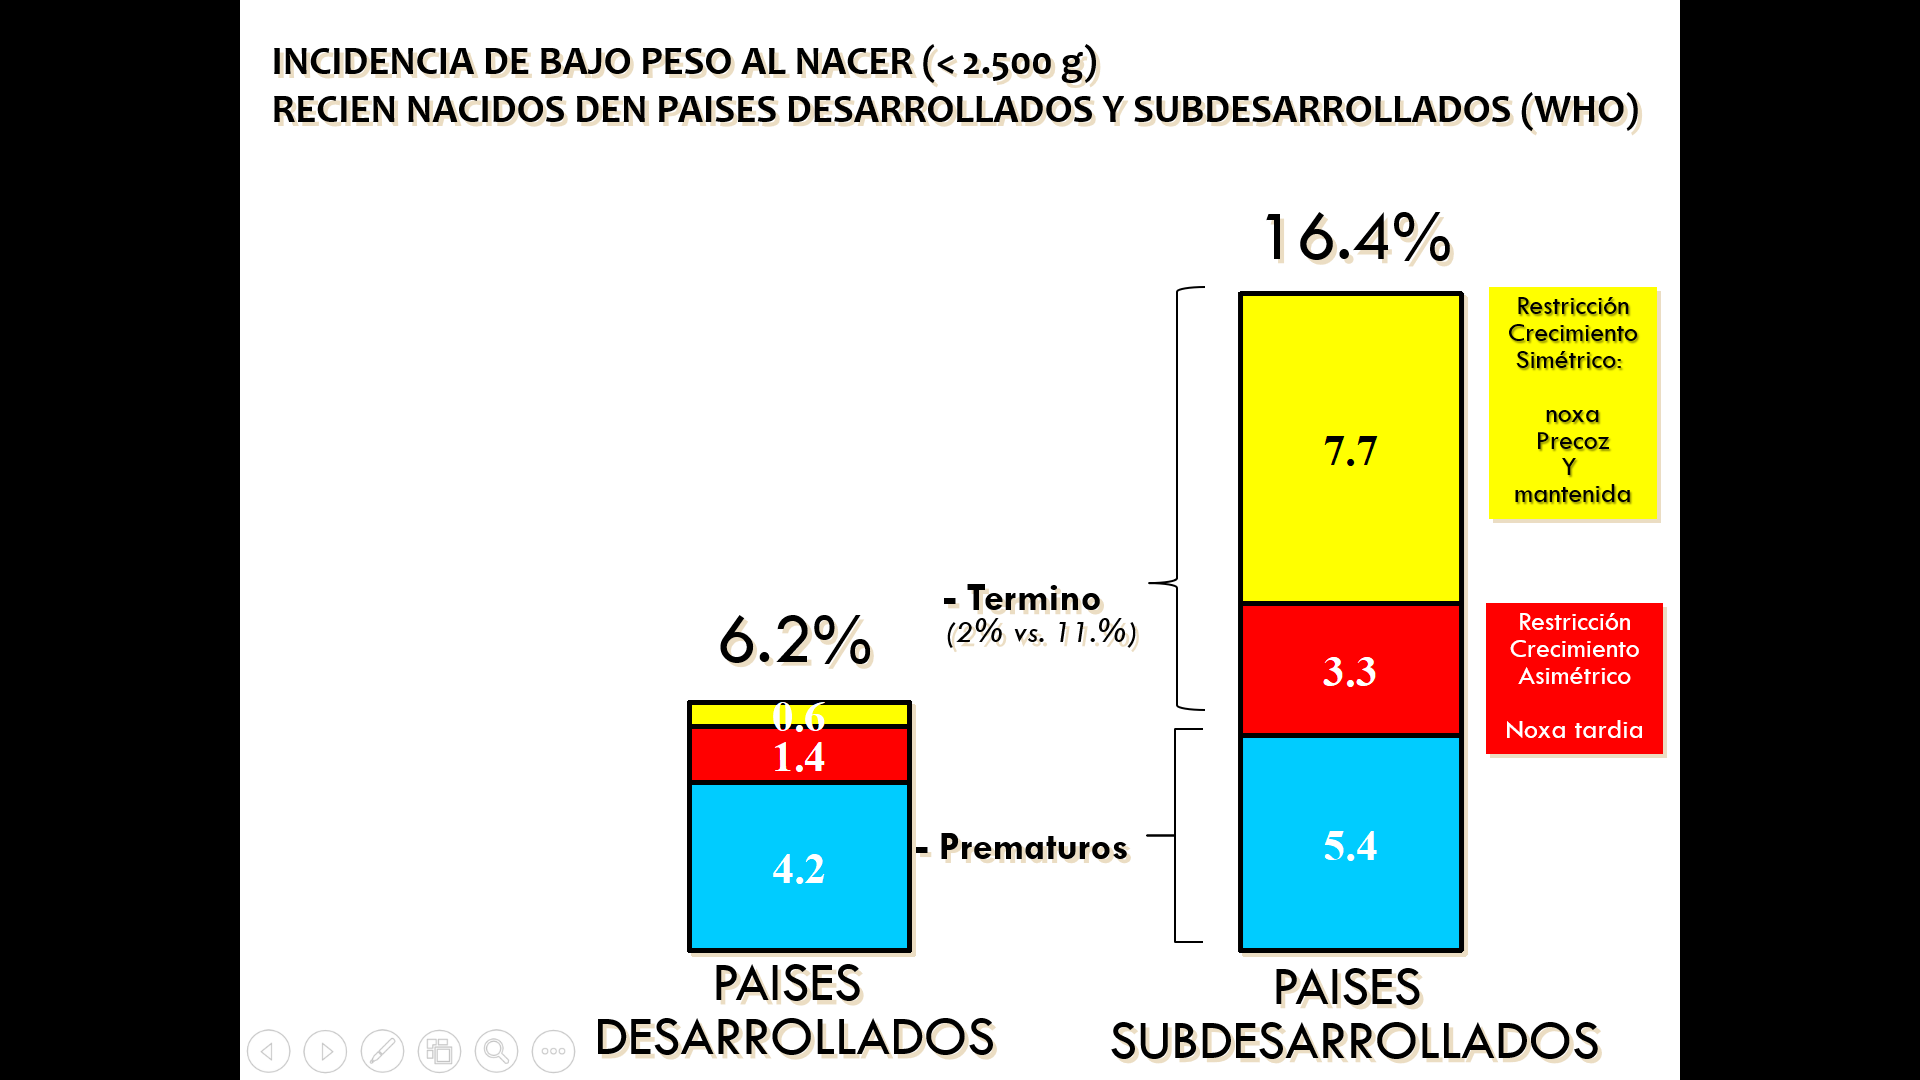 INCIDENCIA DE BAJO PESO AL NACER (< 2.500 g)
RECIEN NACIDOS DEN PAISES DESARROLLADOS Y SUBDESARROLLADOS (WHO)
16.4%
Restricción
Crecimiento
Simétrico:
noxa
Precoz
Y
mantenida
7.7
- Termino
(2% vs. 11.%)
6.2%
Restricción
Crecimiento
Asimétrico
Noxa tardia
3.3
0.6
1.4
4.2
- Prematuros
5.4
PAISES
DESARROLLADOS
PAISES
SUBDESARROLLADOS